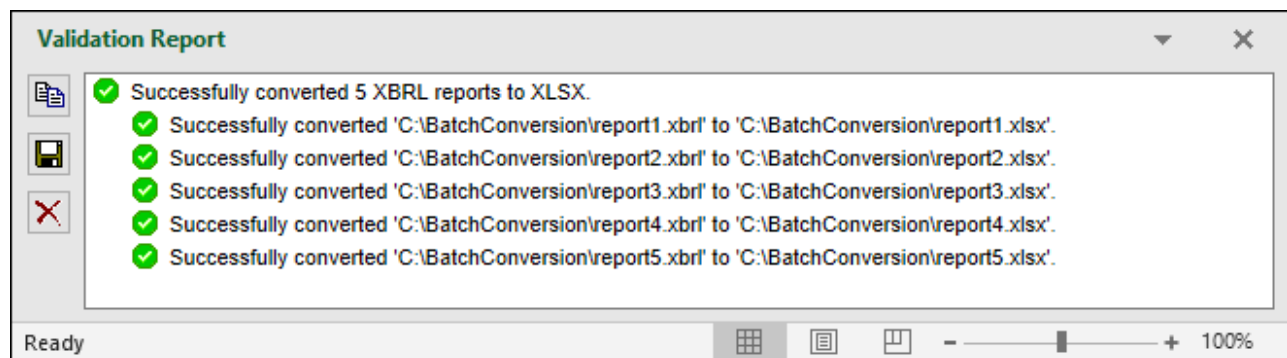 Validation Report
Successfully converted 5 XBRL reports to XLSX.
Successfully converted 'C:\BatchConversion\report1.xbrl' to 'C:\BatchConversion\report1.xlsx'.
Successfully converted 'C:\BatchConversion\report2.xbrl' to 'C:\BatchConversion\report2.xlsx'.
Successfully converted 'C:\BatchConversion\report3.xbrl' to 'C:\BatchConversion\report3.xlsx'.
Successfully converted 'C:\BatchConversion\report4.xbrl' to 'C:\BatchConversion\report4.xlsx'.
Successfully converted 'C:\BatchConversion\report5.xbrl' to 'C:\BatchConversion\report5.xlsx'.
Ready 100%